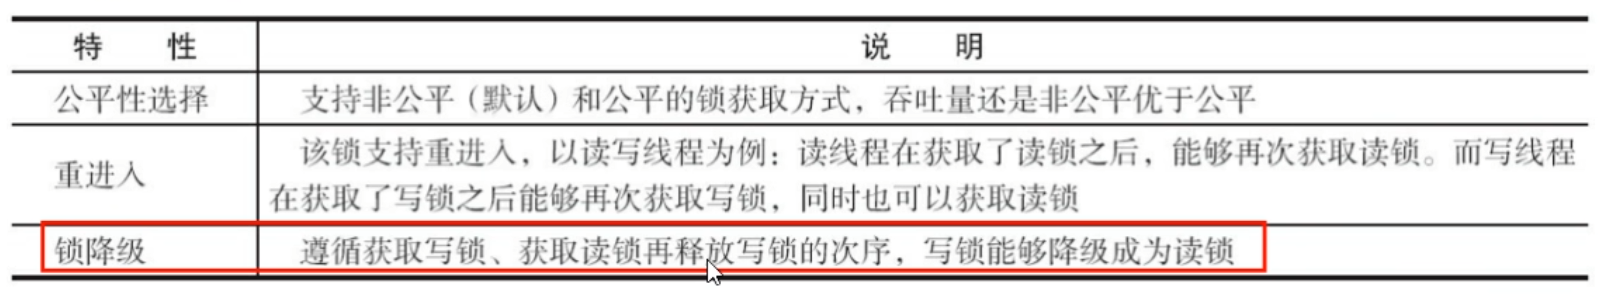 特 性 说 明
公平性选择 支持非公平（默认）和公平的锁获取方式，吞吐量还是非公平优于公平
重进入 该锁支持重进入，以读写线程为例：读线程在获取了读锁之后，能够再次获取读锁。而写线程
在获取了写锁之后能够再次获取写锁，同时也可以获取读锁
锁降级 遵循获取写锁、获取读锁再释放写锁的次序，写锁能够降级成为读锁